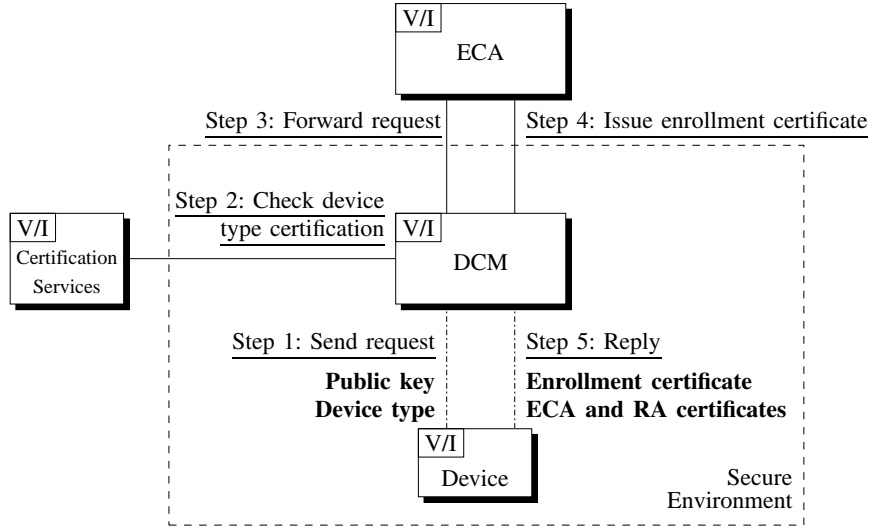 V/I
ECA
Step 3: Forward request
Step 4: Issue enrollment certificate
Step 2: Check device
type certification
V/I
Certification
Services
V/I
DCM
Step 1: Send request
Public key
Device type
Step 5: Reply
Enrollment certificate
ECA and RA certificates
V/I
Device
Secure
Environment